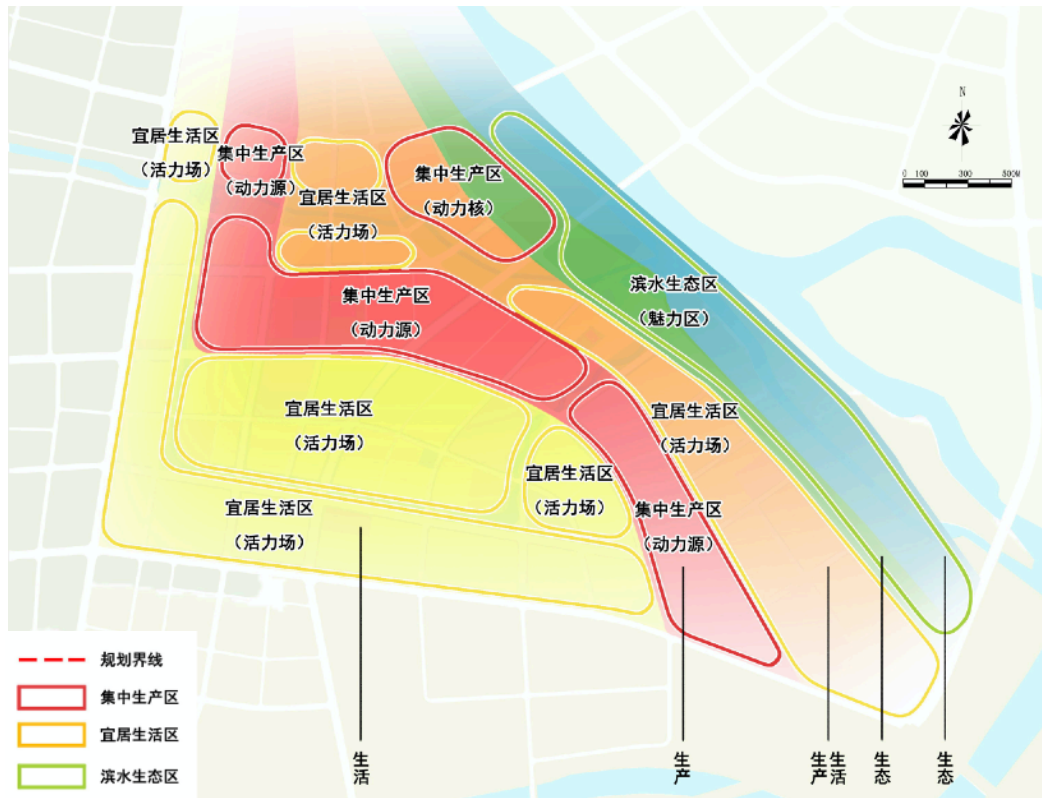 N
0 100 300 500M
宜居生活区
（活力场）
集中生产区
（动力源）
宜居生活区
（活力场）
集中生产区
（动力核）
滨水生态区
（魅力区）
集中生产区
（动力源）
宜居生活区
（活力场）
宜居生活区
（活力场）
宜居生活区
（活力场）
宜居生活区
（活力场）
集中生产区
（动力源）
生活
生产
生产
生活
生态
生态
规划界线
集中生产区
宜居生活区
滨水生态区